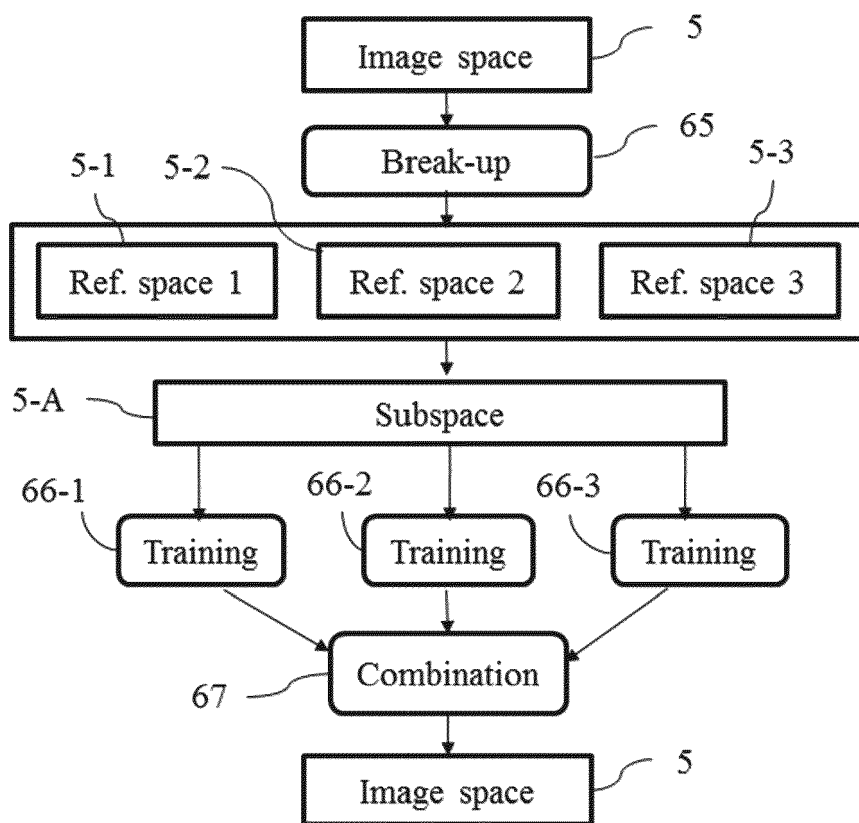 5
Image space
65
Break-up
5-1
5-2
5-3
Ref. space 1
Ref. space 2
Ref. space 3
5-A
Subspace
66-1
66-2
66-3
Training
Training
Training
Combination
67
5
Image space